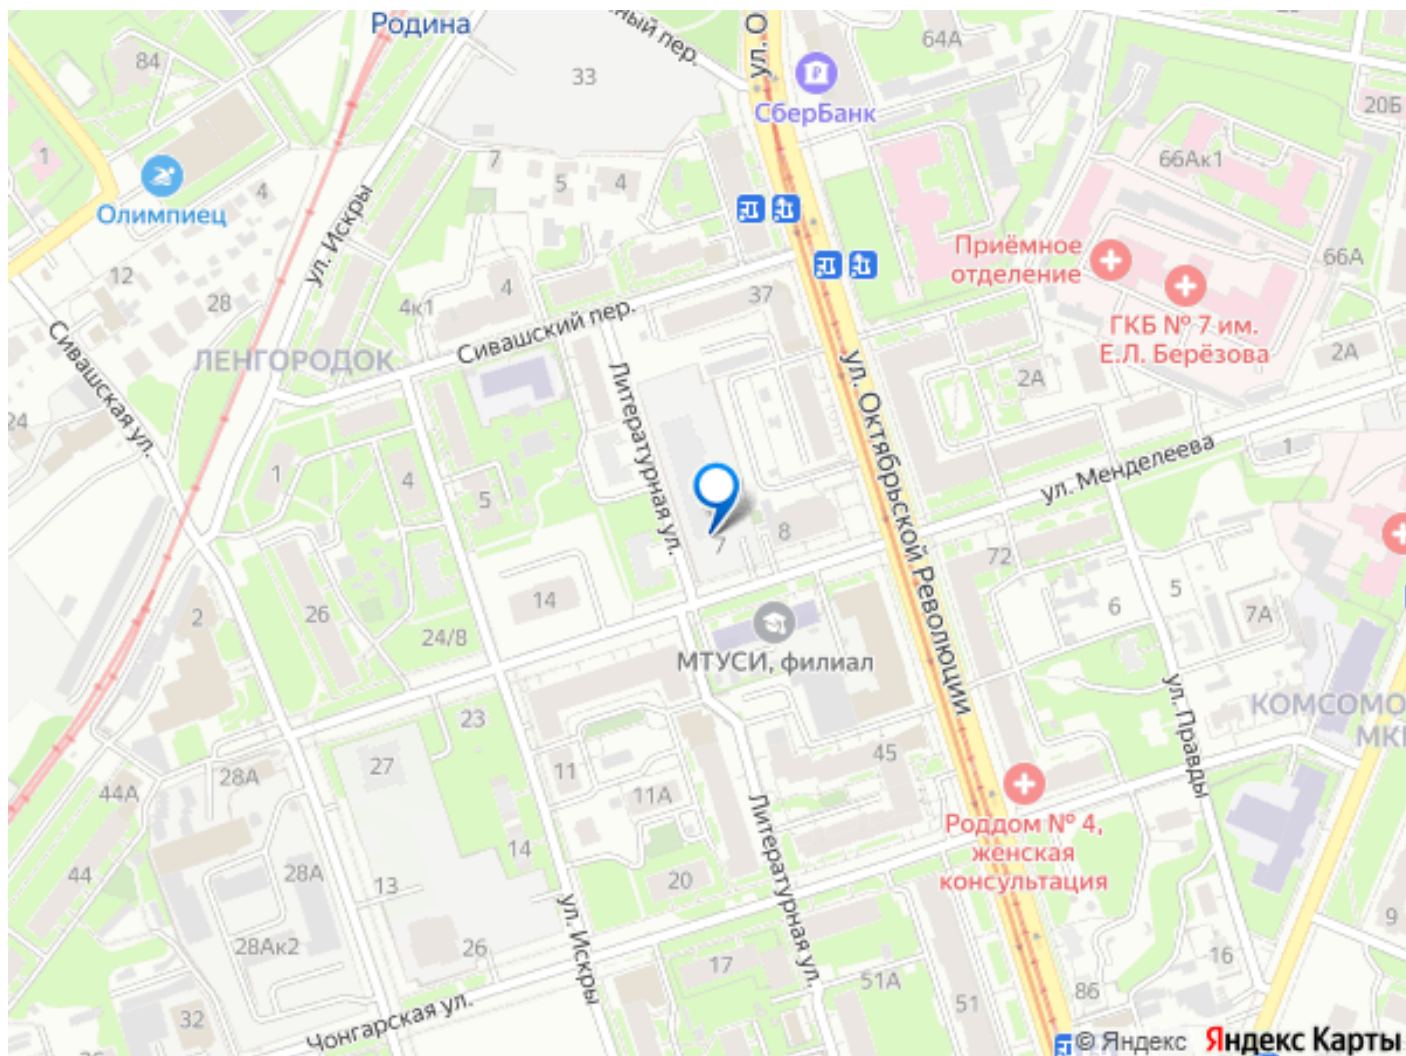 Родина
ный пер.
ул. О
64А
84
33
СберБанк
20Б
1
7
5
4
4
66Ак1
Олимпиец
ул. Искры
Приёмное
отделение
66А
12
28
4к1
4
37
ГКБ № 7 им.
Е.Л. Берёзова
Сивашский пер.
ЛЕНГОРОДОК
2А
2А
Сивашская ул.
24
Литературная ул.
ул. Октябрьской Революции
ул. Менделеева
1
1
4
5
7
8
72
5
6
7А
14
2
26
24/8
МТУСИ, филиал
ул. Правды
КОМСОМО
МКР
23
27
28А
44А
11
11А
45
Литературная ул.
Роддом № 4,
женская
консультация
14
44
28А
13
20
ул. Искры
9
26
28Ак2
17
51А
16
51
86
32
Чонгарская ул.
© Яндекс Яндекс Карты